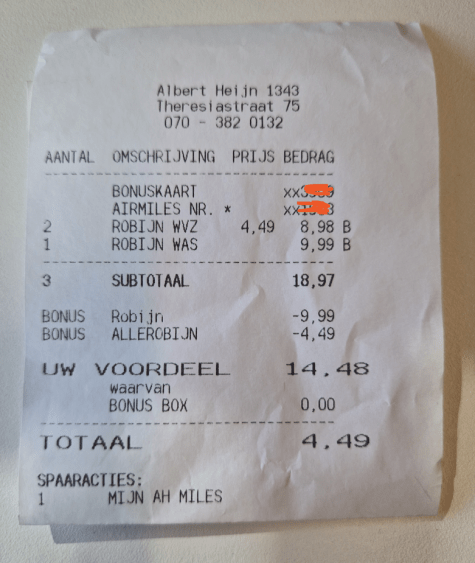 Albert Heijn 1343
Theresiastraat 75
070 - 382 0132
AANTAL OMSCHRIJVING PRIJS BEDRAG
BONUSKAART
AIRMILES NR. *
2 ROBIJN WVZ 4,49 8,98 B
1 ROBIJN WAS 9,99 B
3 SUBTOTAAL 18,97
BONUS Robijn -9,99
BONUS ALLEROBIJN -4,49
UW VOORDEEL 14,48
waarvan
BONUS BOX 0,00
TOTAAL 4,49
SPAARACTIES:
1 MIJN AH MILES